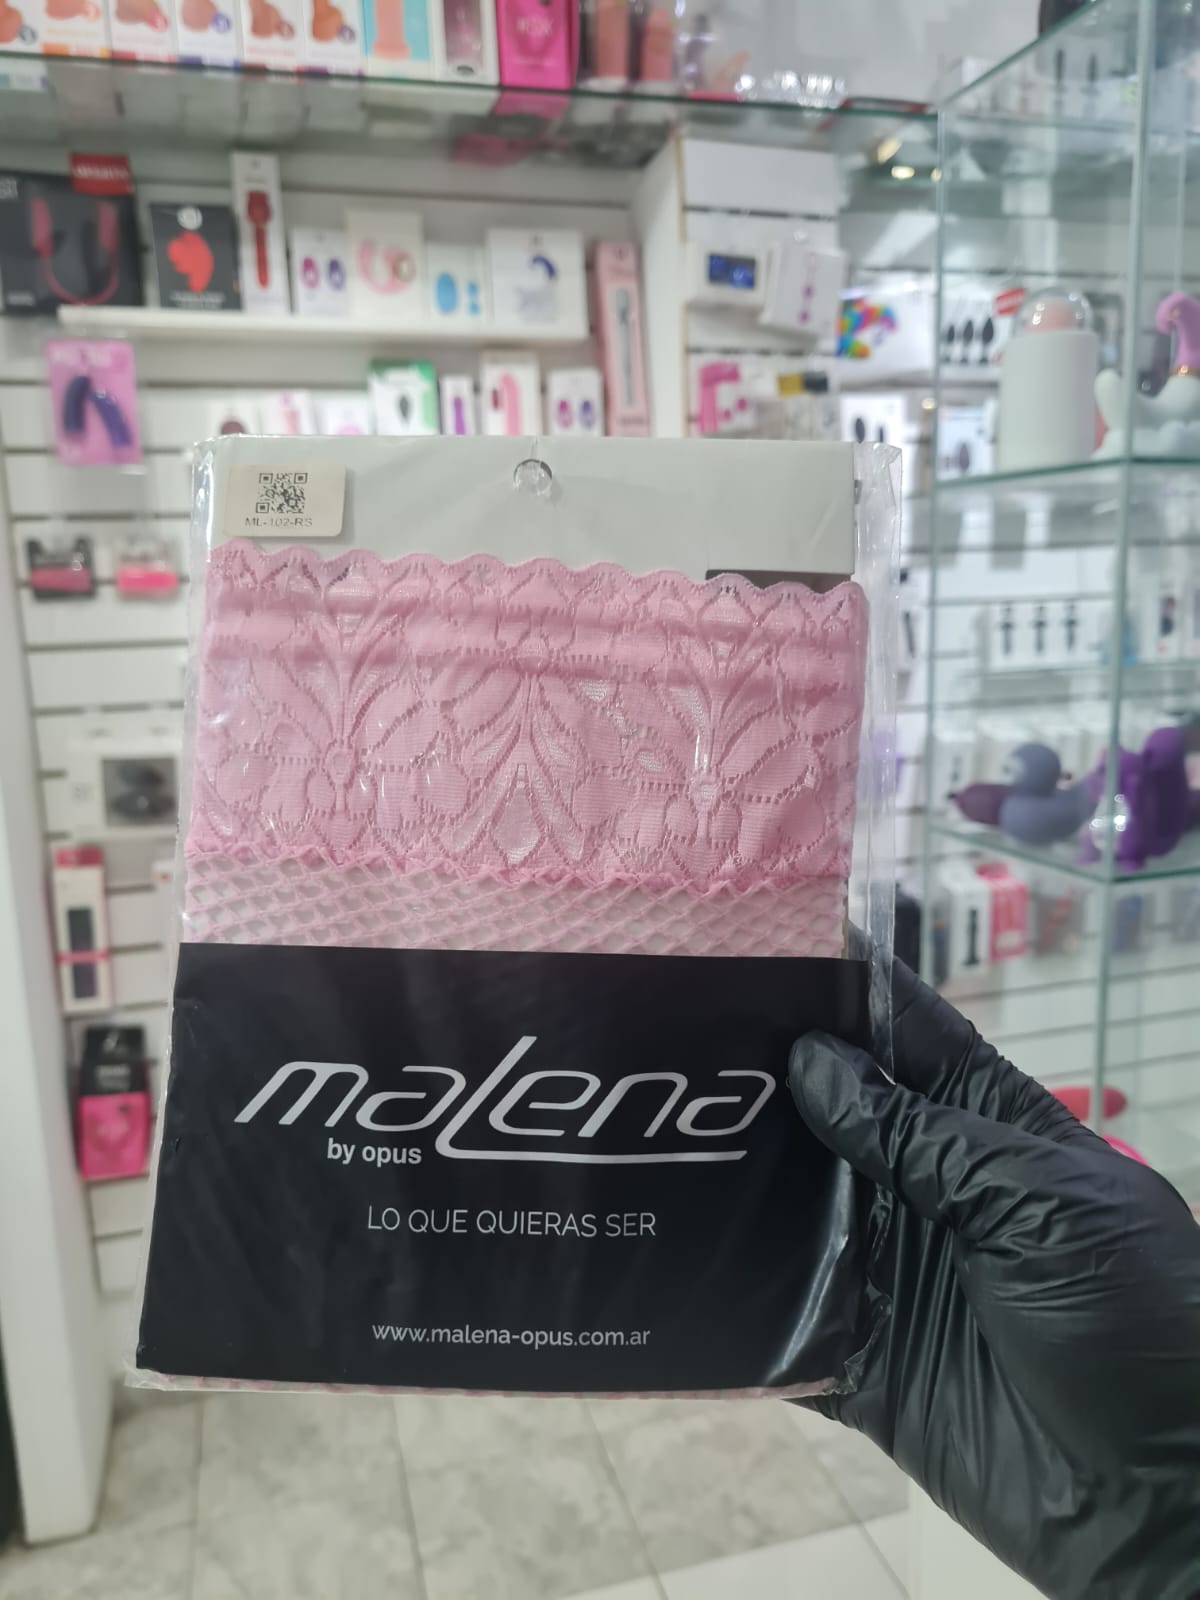 ML-102-RS
malena
by opus
LO QUE QUIERAS SER
www.malena-opus.com.ar